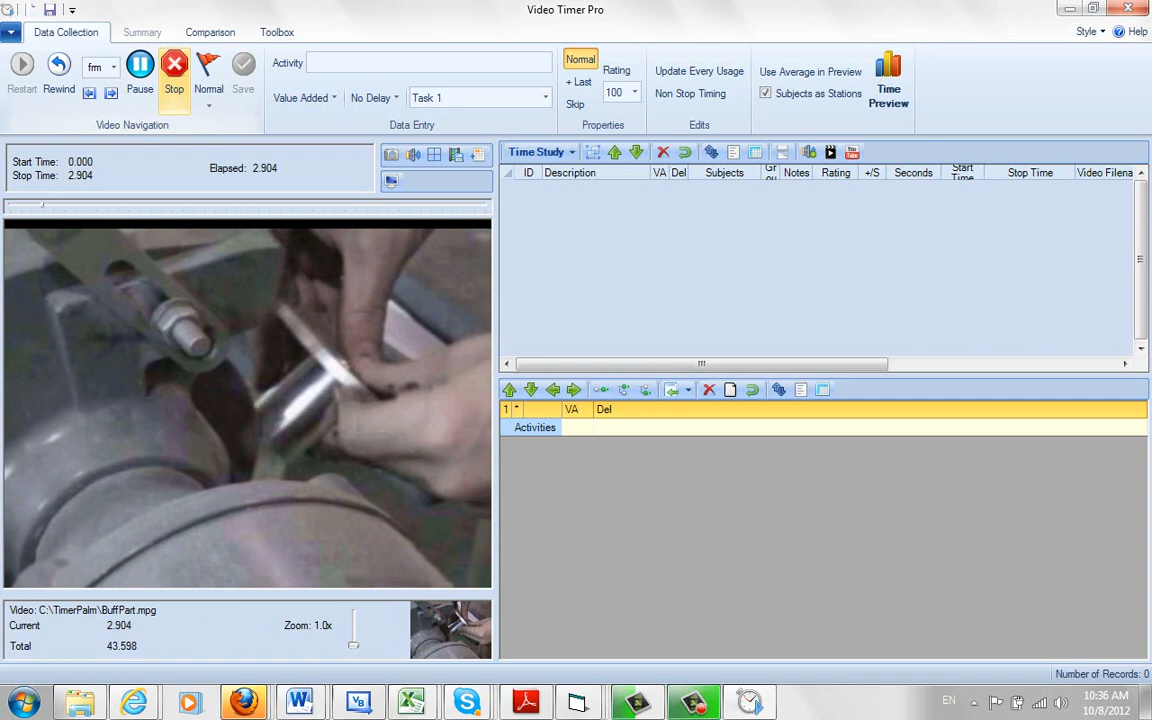 Video Timer Pro
Data Collection Summary Comparison Toolbox Style Help
Restart Rewind frm Pause Stop Normal Save
Video Navigation
Activity
Value Added No Delay Task 1
Data Entry
Normal
+ Last
Skip
Rating
100
Properties
Update Every Usage
Non Stop Timing
Edits
Use Average in Preview
Subjects as Stations
Time
Preview
Start Time: 0.000
Stop Time: 2.904
Elapsed: 2.904
Time Study
ID Description VA Del Subjects Gr ou Notes Rating +/S Seconds Start Time Stop Time Video Filena
1 * VA Del
Activities
Video: C:\TimerPalm\BuffPart.mpg
Current 2.904 Zoom: 1.0x
Total 43.598
Number of Records: 0
EN
10:36 AM
10/8/2012